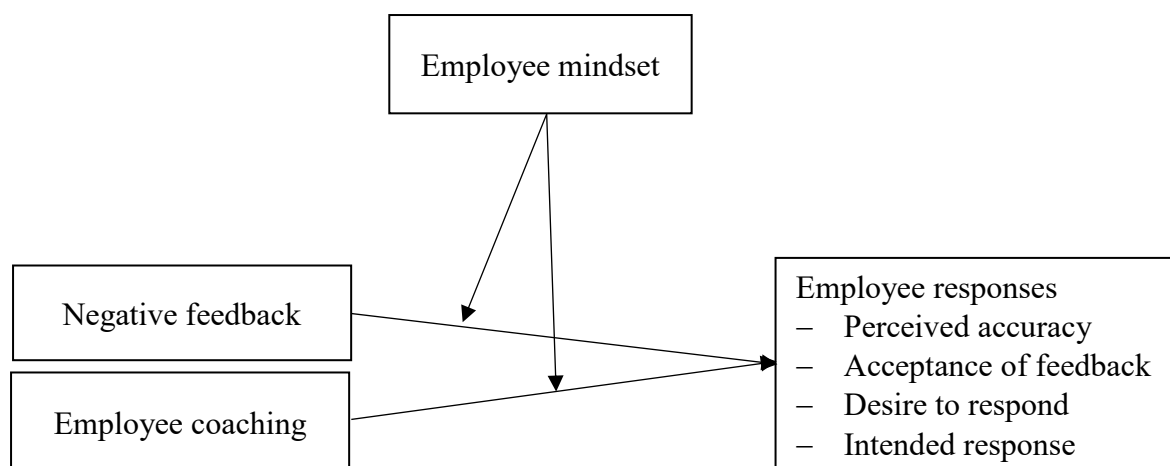 Employee mindset
Negative feedback
Employee coaching
Employee responses
– Perceived accuracy
– Acceptance of feedback
– Desire to respond
– Intended response